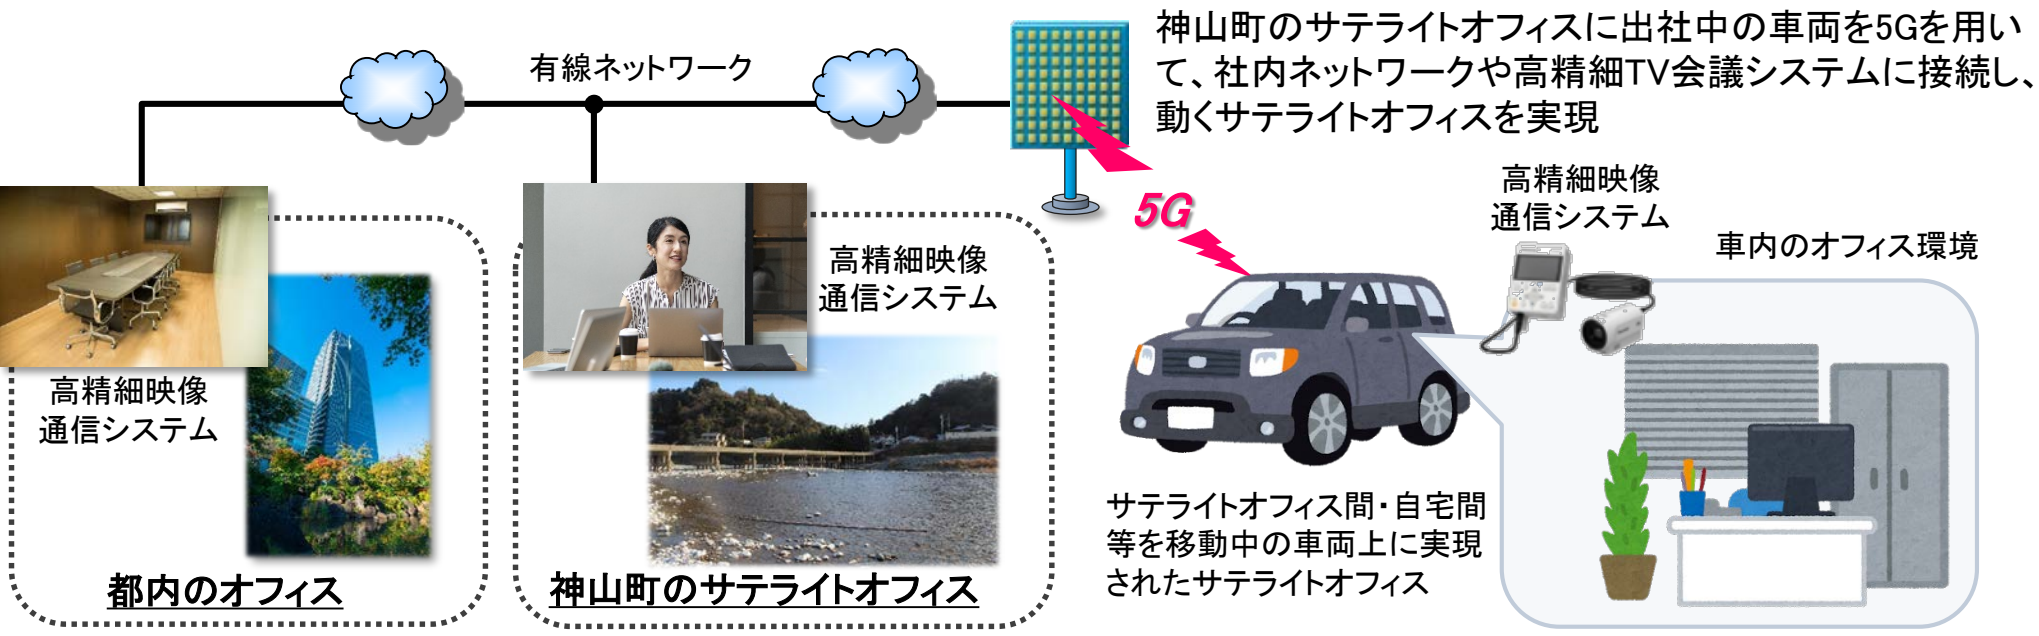 神山町のサテライトオフィスに出社中の車両を5Gを用い
て、社内ネットワークや高精細TV会議システムに接続し、
動くサテライトオフィスを実現
有線ネットワーク
5G
高精細映像
通信システム
車内のオフィス環境
高精細映像
通信システム
高精細映像
通信システム
サテライトオフィス間・自宅間
等を移動中の車両上に実現
されたサテライトオフィス
都内のオフィス
神山町のサテライトオフィス